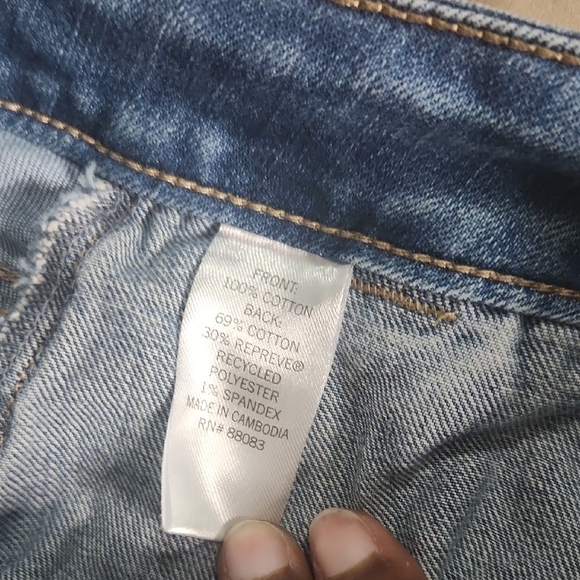 FRONT:
100% COTTON
BACK:
69% COTTON
30% REPREVE®
RECYCLED
POLYESTER
1% SPANDEX
MADE IN CAMBODIA
RN# 88083